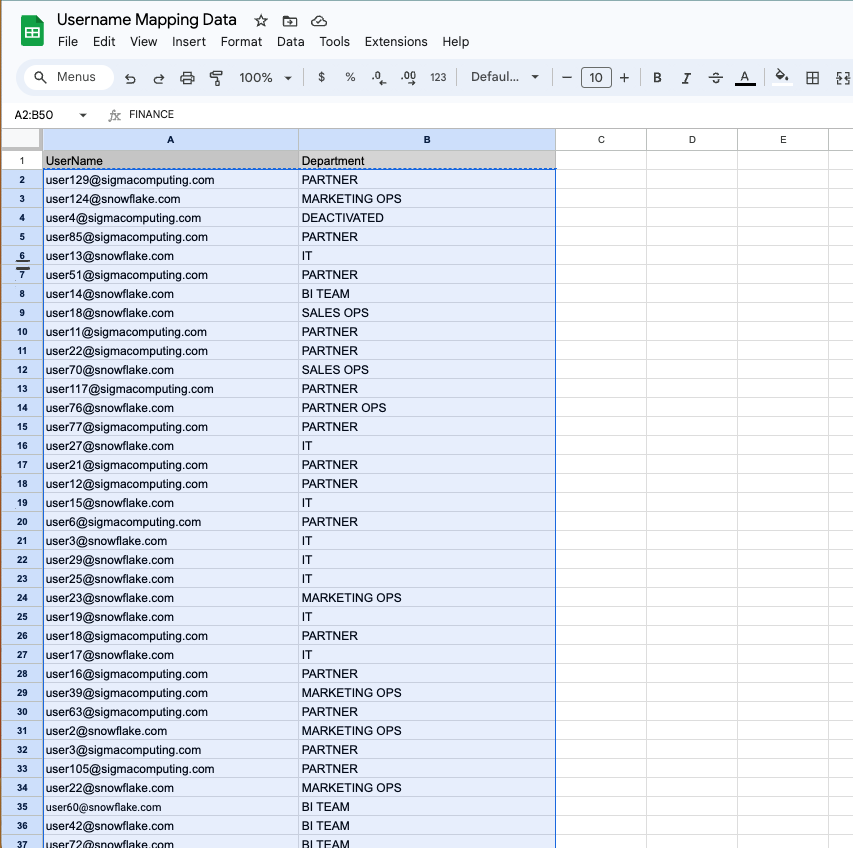 Username Mapping Data
File Edit View Insert Format Data Tools Extensions Help
Menus 100% $ % .0 .00 123 Defaul... − 10 + B I S A
A2:B50 fx FINANCE
A B C D E
1 UserName Department
2 user129@sigmacomputing.com PARTNER
3 user124@snowflake.com MARKETING OPS
4 user4@sigmacomputing.com DEACTIVATED
5 user85@sigmacomputing.com PARTNER
6 user13@snowflake.com IT
7 user51@sigmacomputing.com PARTNER
8 user14@snowflake.com BI TEAM
9 user18@snowflake.com SALES OPS
10 user11@sigmacomputing.com PARTNER
11 user22@sigmacomputing.com PARTNER
12 user70@snowflake.com SALES OPS
13 user117@sigmacomputing.com PARTNER
14 user76@snowflake.com PARTNER OPS
15 user77@sigmacomputing.com PARTNER
16 user27@snowflake.com IT
17 user21@sigmacomputing.com PARTNER
18 user12@sigmacomputing.com PARTNER
19 user15@snowflake.com IT
20 user6@sigmacomputing.com PARTNER
21 user3@snowflake.com IT
22 user29@snowflake.com IT
23 user25@snowflake.com IT
24 user23@snowflake.com MARKETING OPS
25 user19@snowflake.com IT
26 user18@sigmacomputing.com PARTNER
27 user17@snowflake.com IT
28 user16@sigmacomputing.com PARTNER
29 user39@sigmacomputing.com MARKETING OPS
30 user63@sigmacomputing.com PARTNER
31 user2@snowflake.com MARKETING OPS
32 user3@sigmacomputing.com PARTNER
33 user105@sigmacomputing.com PARTNER
34 user22@snowflake.com MARKETING OPS
35 user60@snowflake.com BI TEAM
36 user42@snowflake.com BI TEAM
37 user72@snowflake.com BI TEAM